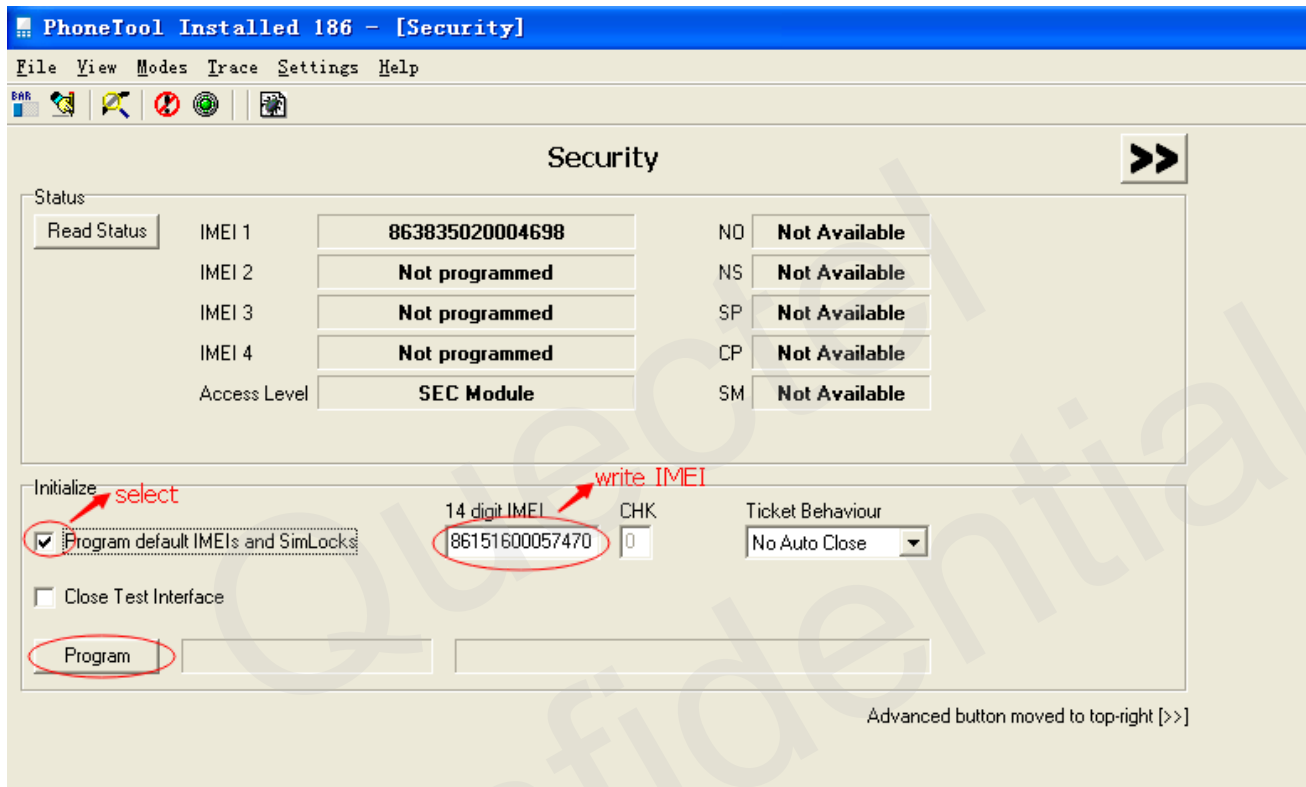 PhoneTool Installed 186 - [Security]
File View Modes Trace Settings Help
BAR
Security
>>
Status
Read Status IMEI 1 863835020004698 NO Not Available
IMEI 2 Not programmed NS Not Available
IMEI 3 Not programmed SP Not Available
IMEI 4 Not programmed CP Not Available
Access Level SEC Module SM Not Available
Initialize select write IMEI
14 digit IMEI CHK Ticket Behaviour
Program default IMEIs and SimLocks 86151600057470 0 No Auto Close
Close Test Interface
Program
Advanced button moved to top-right [>>]
Quectel
Confidential